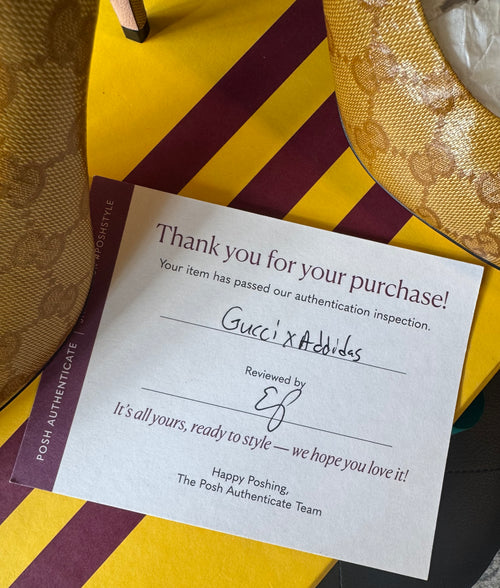 Thank you for your purchase!
Your item has passed our authentication inspection.
Gucci x Addidas
Reviewed by
It's all yours, ready to style — we hope you love it!
Happy Poshing,
The Posh Authenticate Team
POSH AUTHENTICATE | #POSHSTYLE